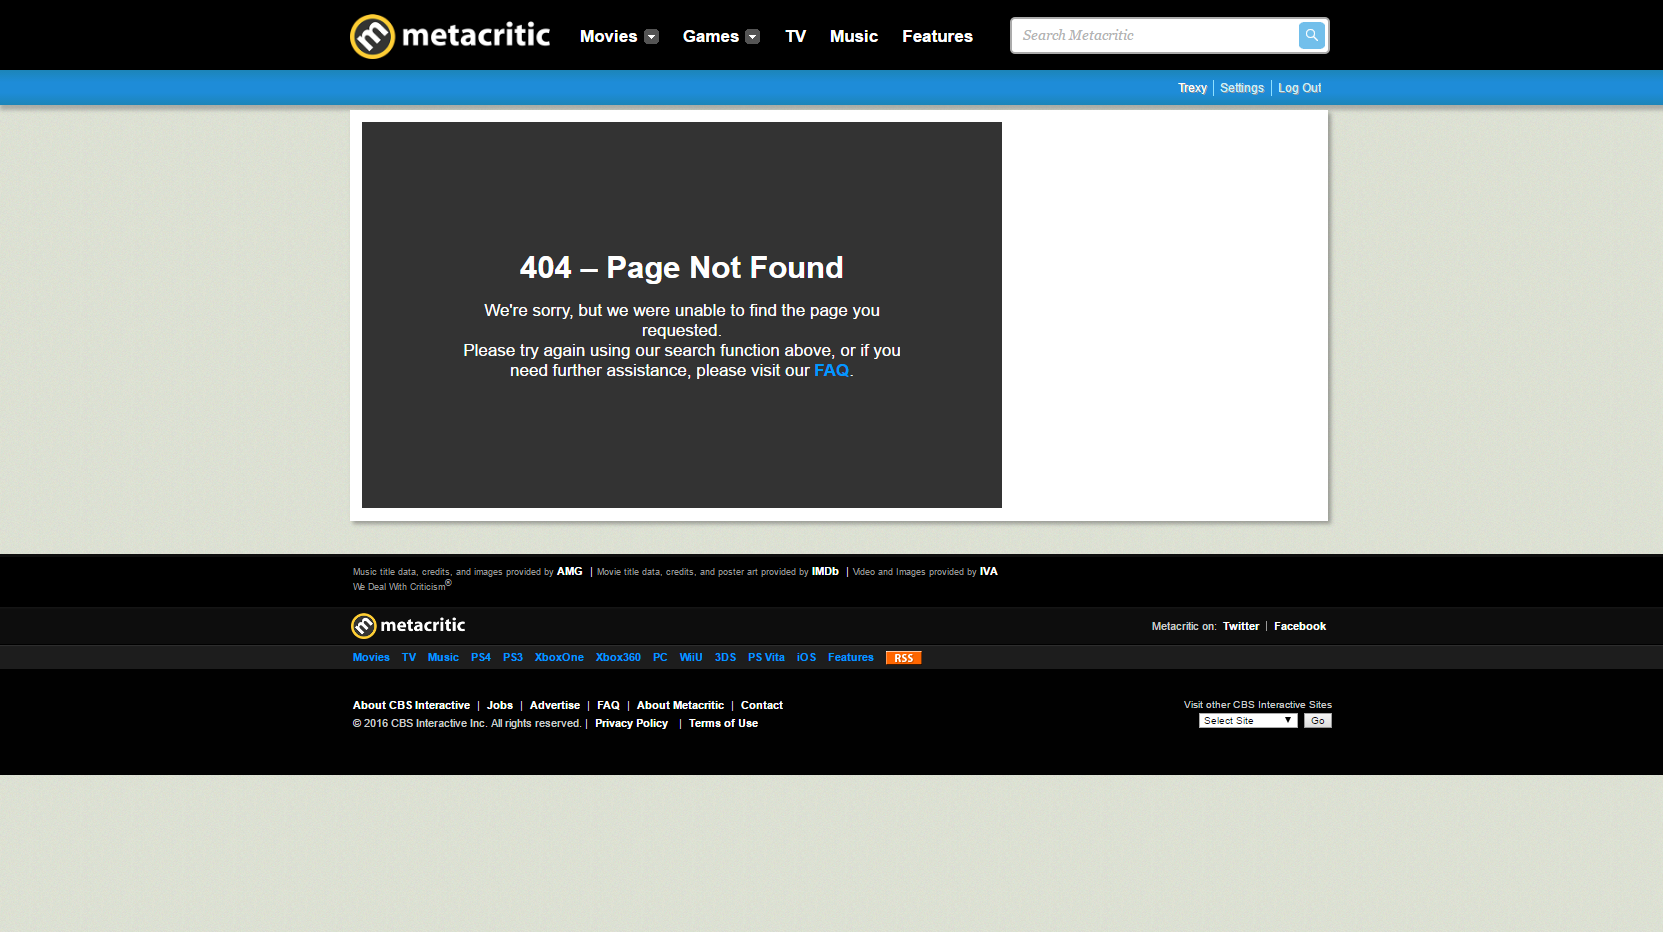 metacritic Movies Games TV Music Features Search Metacritic
Trexy Settings Log Out
404 – Page Not Found
We're sorry, but we were unable to find the page you
requested.
Please try again using our search function above, or if you
need further assistance, please visit our FAQ.
Music title data, credits, and images provided by AMG | Movie title data, credits, and poster art provided by IMDb | Video and Images provided by IVA
We Deal With Criticism®
metacritic Metacritic on: Twitter | Facebook
Movies TV Music PS4 PS3 XboxOne Xbox360 PC WiiU 3DS PS Vita iOS Features RSS
About CBS Interactive | Jobs | Advertise | FAQ | About Metacritic | Contact
Visit other CBS Interactive Sites
© 2016 CBS Interactive Inc. All rights reserved. | Privacy Policy | Terms of Use
Select Site Go